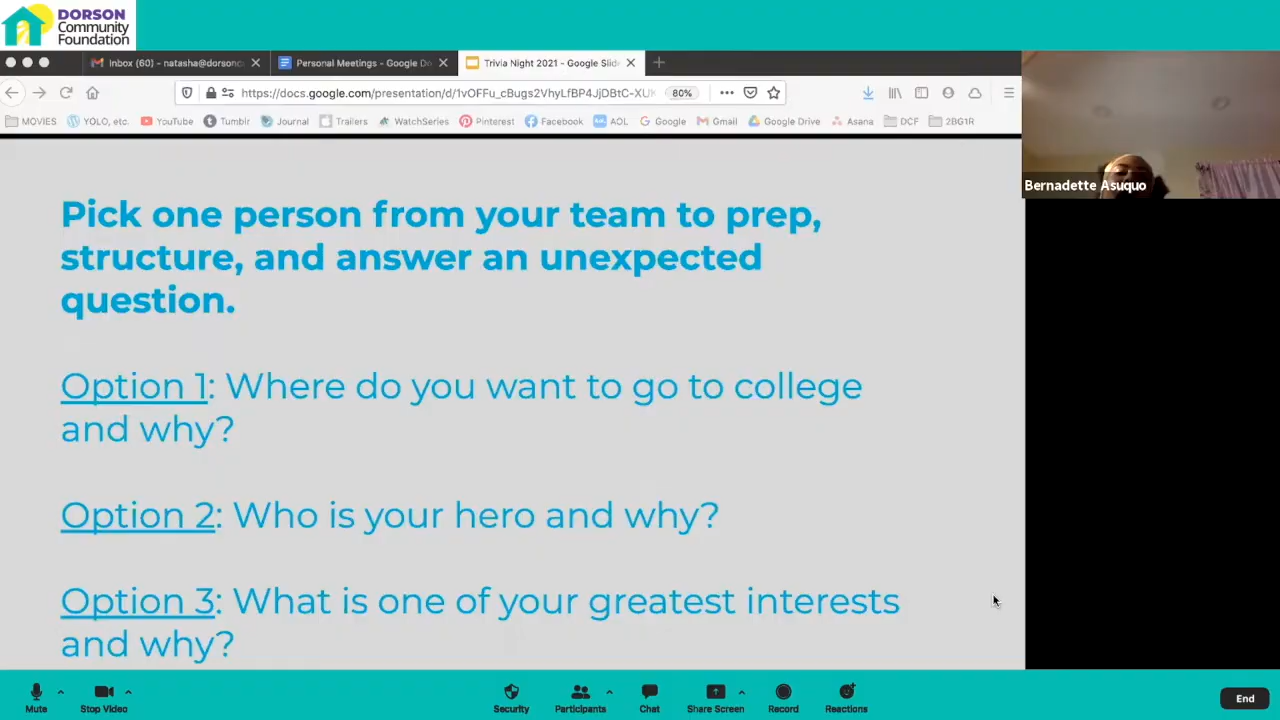 DORSON
Community
Foundation
Inbox (60) - natasha@dorsonc
Personal Meetings - Google Do
Trivia Night 2021 - Google Slide
https://docs.google.com/presentation/d/1vOFFu_cBugs2VhyLfBP4JjDBtC-XUK
80%
MOVIES
YOLO, etc.
YouTube
Tumblr
Journal
Trailers
WatchSeries
Pinterest
Facebook
AOL
Google
Gmail
Google Drive
Asana
DCF
2BG1R
Bernadette Asuquo
Pick one person from your team to prep,
structure, and answer an unexpected
question.
Option 1: Where do you want to go to college
and why?
Option 2: Who is your hero and why?
Option 3: What is one of your greatest interests
and why?
Mute
Stop Video
Security
Participants
Chat
Share Screen
Record
Reactions
End